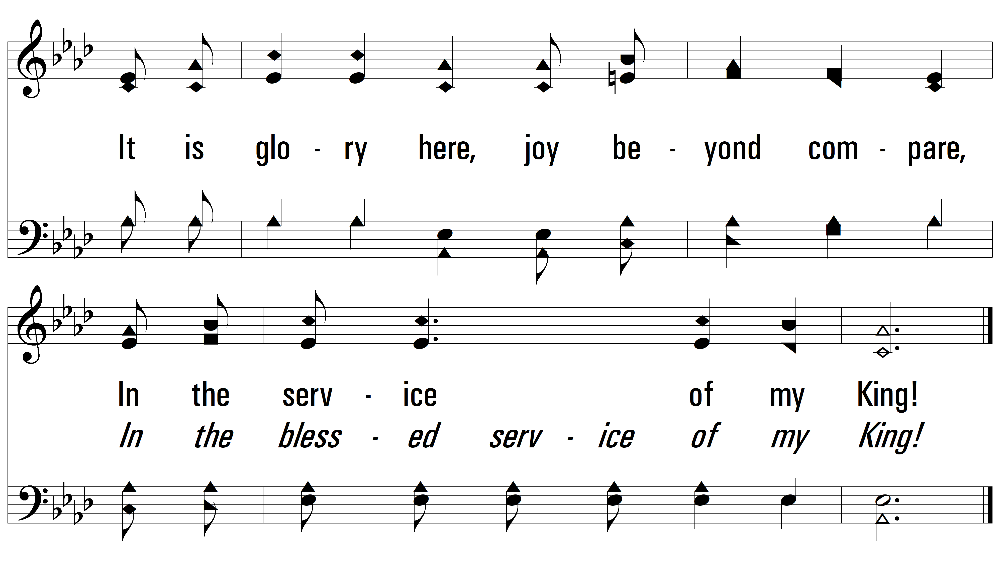 It is glo - ry here, joy be - yond com - pare,
In the serv - ice of my King!
In the bless - ed serv - ice of my King!